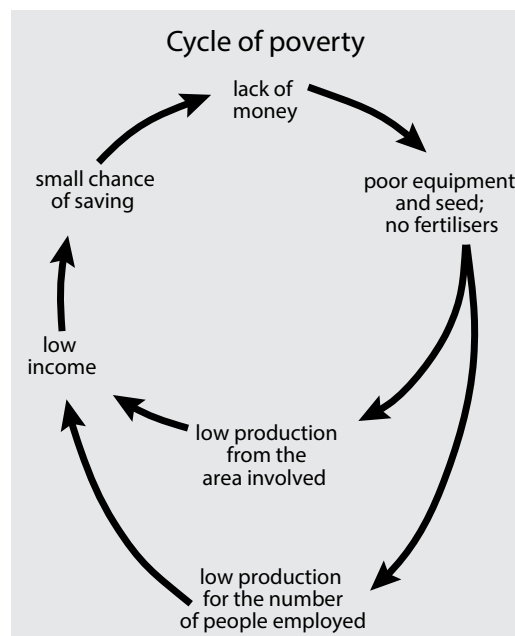 Cycle of poverty
lack of
money
poor equipment
and seed;
no fertilisers
small chance
of saving
low
income
low production
from the
area involved
low production
for the number
of people employed